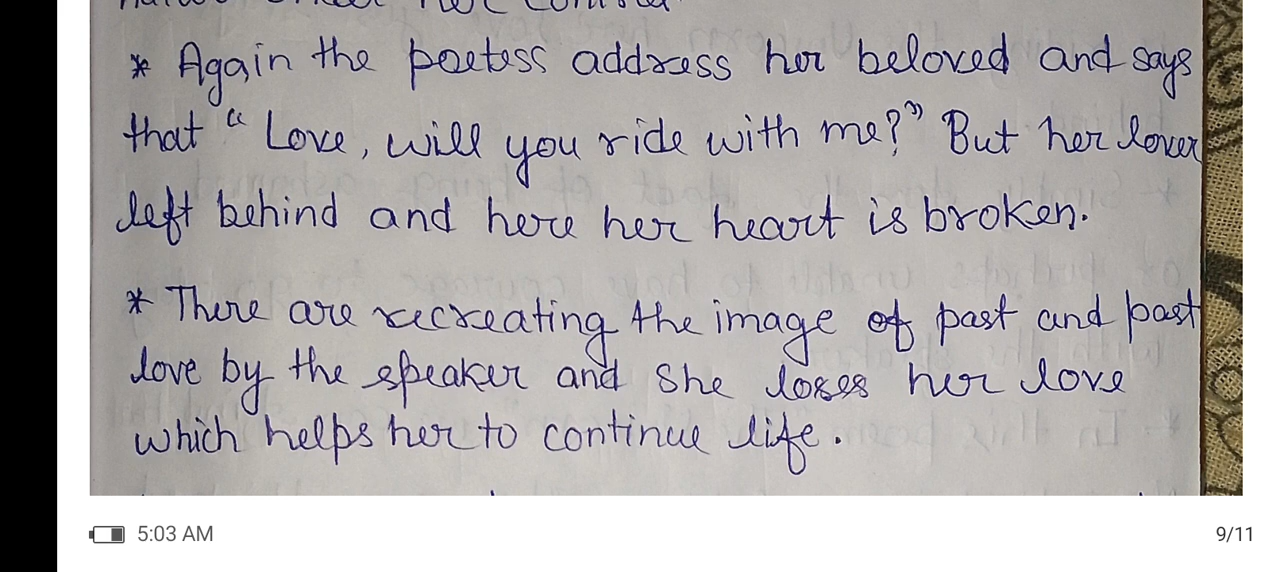 * Again the poetess address her beloved and says
that "Love, will you ride with me?" But her lover
left behind and here her heart is broken.
* There are recreating the image of past and past
love by the speaker and she loses her love
which helps her to continue life.
5:03 AM
9/11